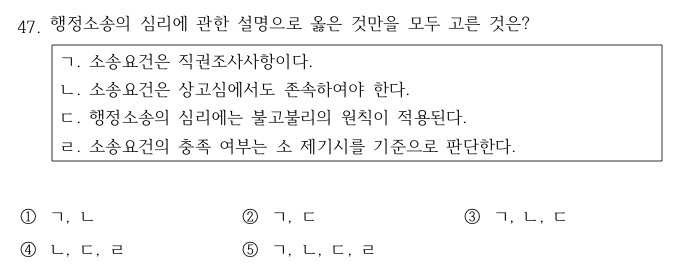 47. 행정소송의 심리에 관한 설명으로 옳은 것만을 모두 고른 것은?
ㄱ. 소송요건은 직권조사사항이다.
ㄴ. 소송요건은 상고심에서도 존속하여야 한다.
ㄷ. 행정소송의 심리에는 불고불리의 원칙이 적용된다.
ㄹ. 소송요건의 충족 여부는 소 제기시를 기준으로 판단한다.
① ㄱ, ㄴ ② ㄱ, ㄷ ③ ㄱ, ㄴ, ㄷ
④ ㄴ, ㄷ, ㄹ ⑤ ㄱ, ㄴ, ㄷ, ㄹ